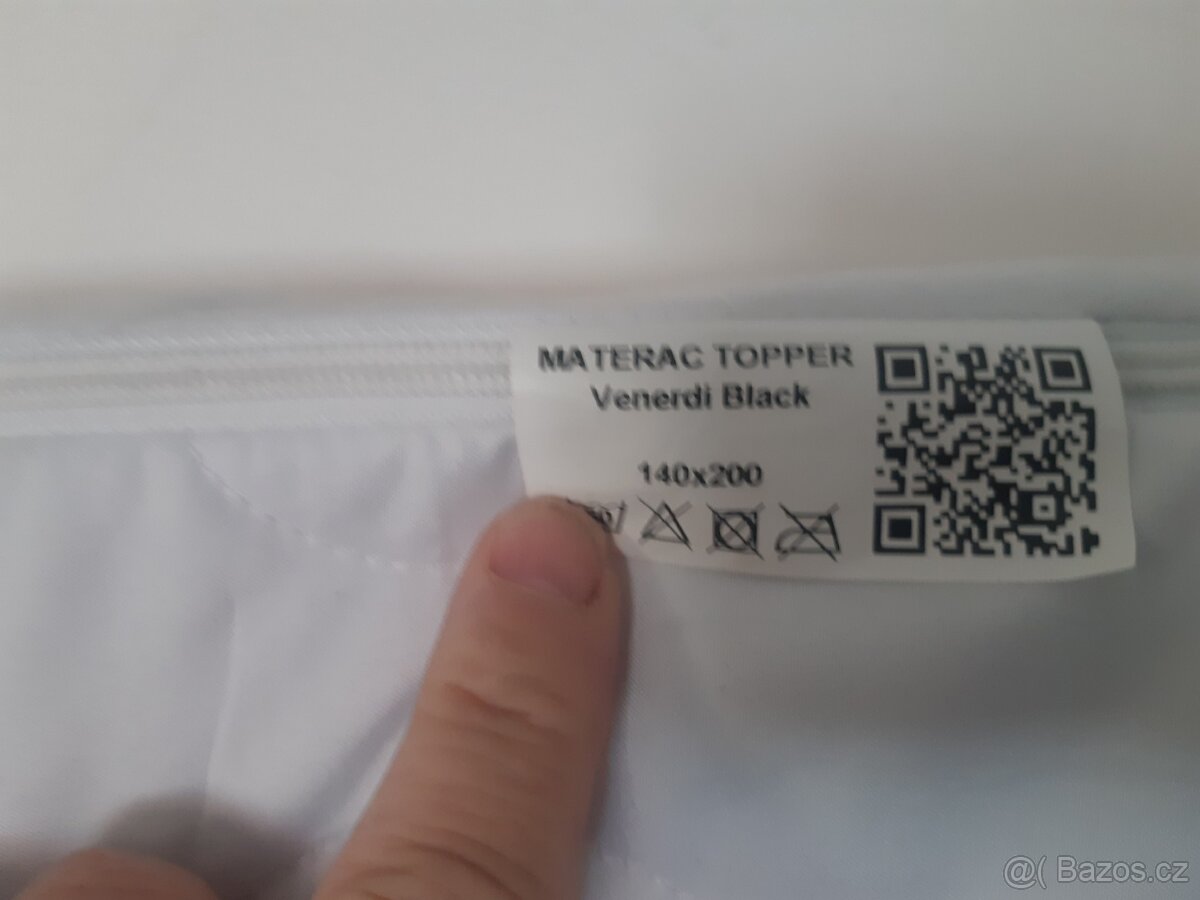 MATERAC TOPPER
Venerdi Black
140x200
@( Bazos.cz